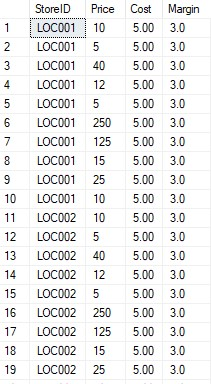 StoreID Price Cost Margin
1 LOC001 10 5.00 3.0
2 LOC001 5 5.00 3.0
3 LOC001 40 5.00 3.0
4 LOC001 12 5.00 3.0
5 LOC001 5 5.00 3.0
6 LOC001 250 5.00 3.0
7 LOC001 125 5.00 3.0
8 LOC001 15 5.00 3.0
9 LOC001 25 5.00 3.0
10 LOC001 10 5.00 3.0
11 LOC002 10 5.00 3.0
12 LOC002 5 5.00 3.0
13 LOC002 40 5.00 3.0
14 LOC002 12 5.00 3.0
15 LOC002 5 5.00 3.0
16 LOC002 250 5.00 3.0
17 LOC002 125 5.00 3.0
18 LOC002 15 5.00 3.0
19 LOC002 25 5.00 3.0